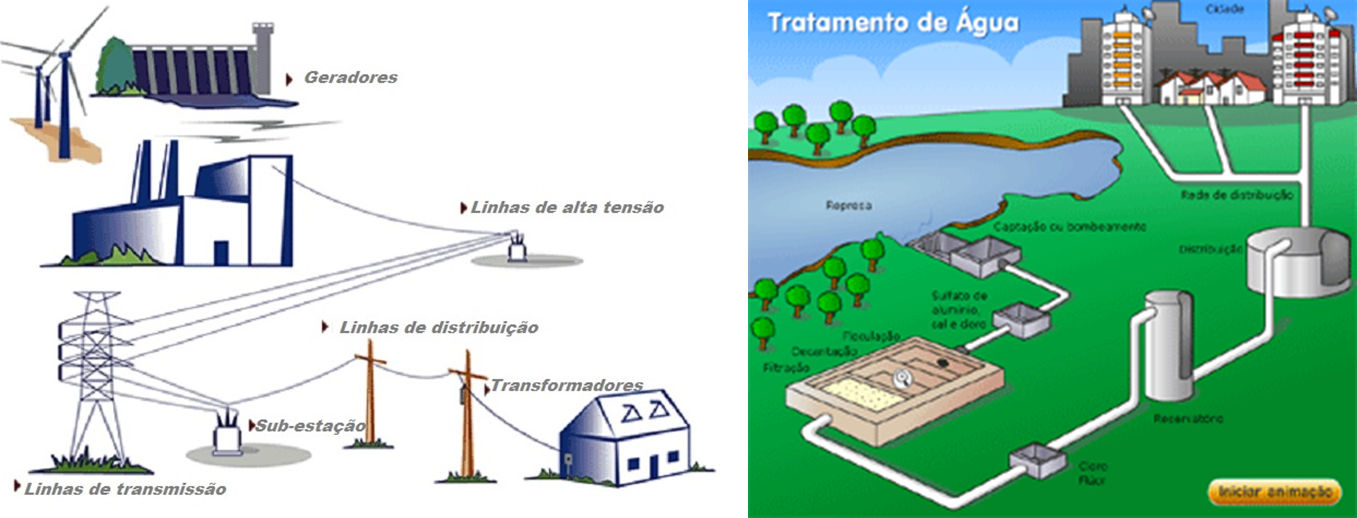 Geradores
Linhas de alta tensão
Linhas de distribuição
Transformadores
Sub-estação
Linhas de transmissão
Tratamento de Água
Cidade
Rede de distribuição
Represa
Captação ou bombeamento
Distribuição
Sulfato de
alumínio,
cal e cloro
Floculação
Decantação
Filtração
Reservatório
Cloro
Flúor
Iniciar animação